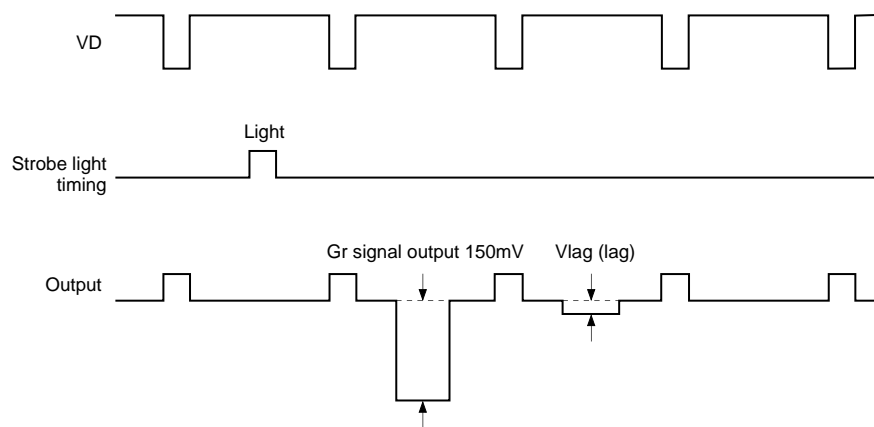 VD
Light
Strobe light
timing
Gr signal output 150mV
Vlag (lag)
Output